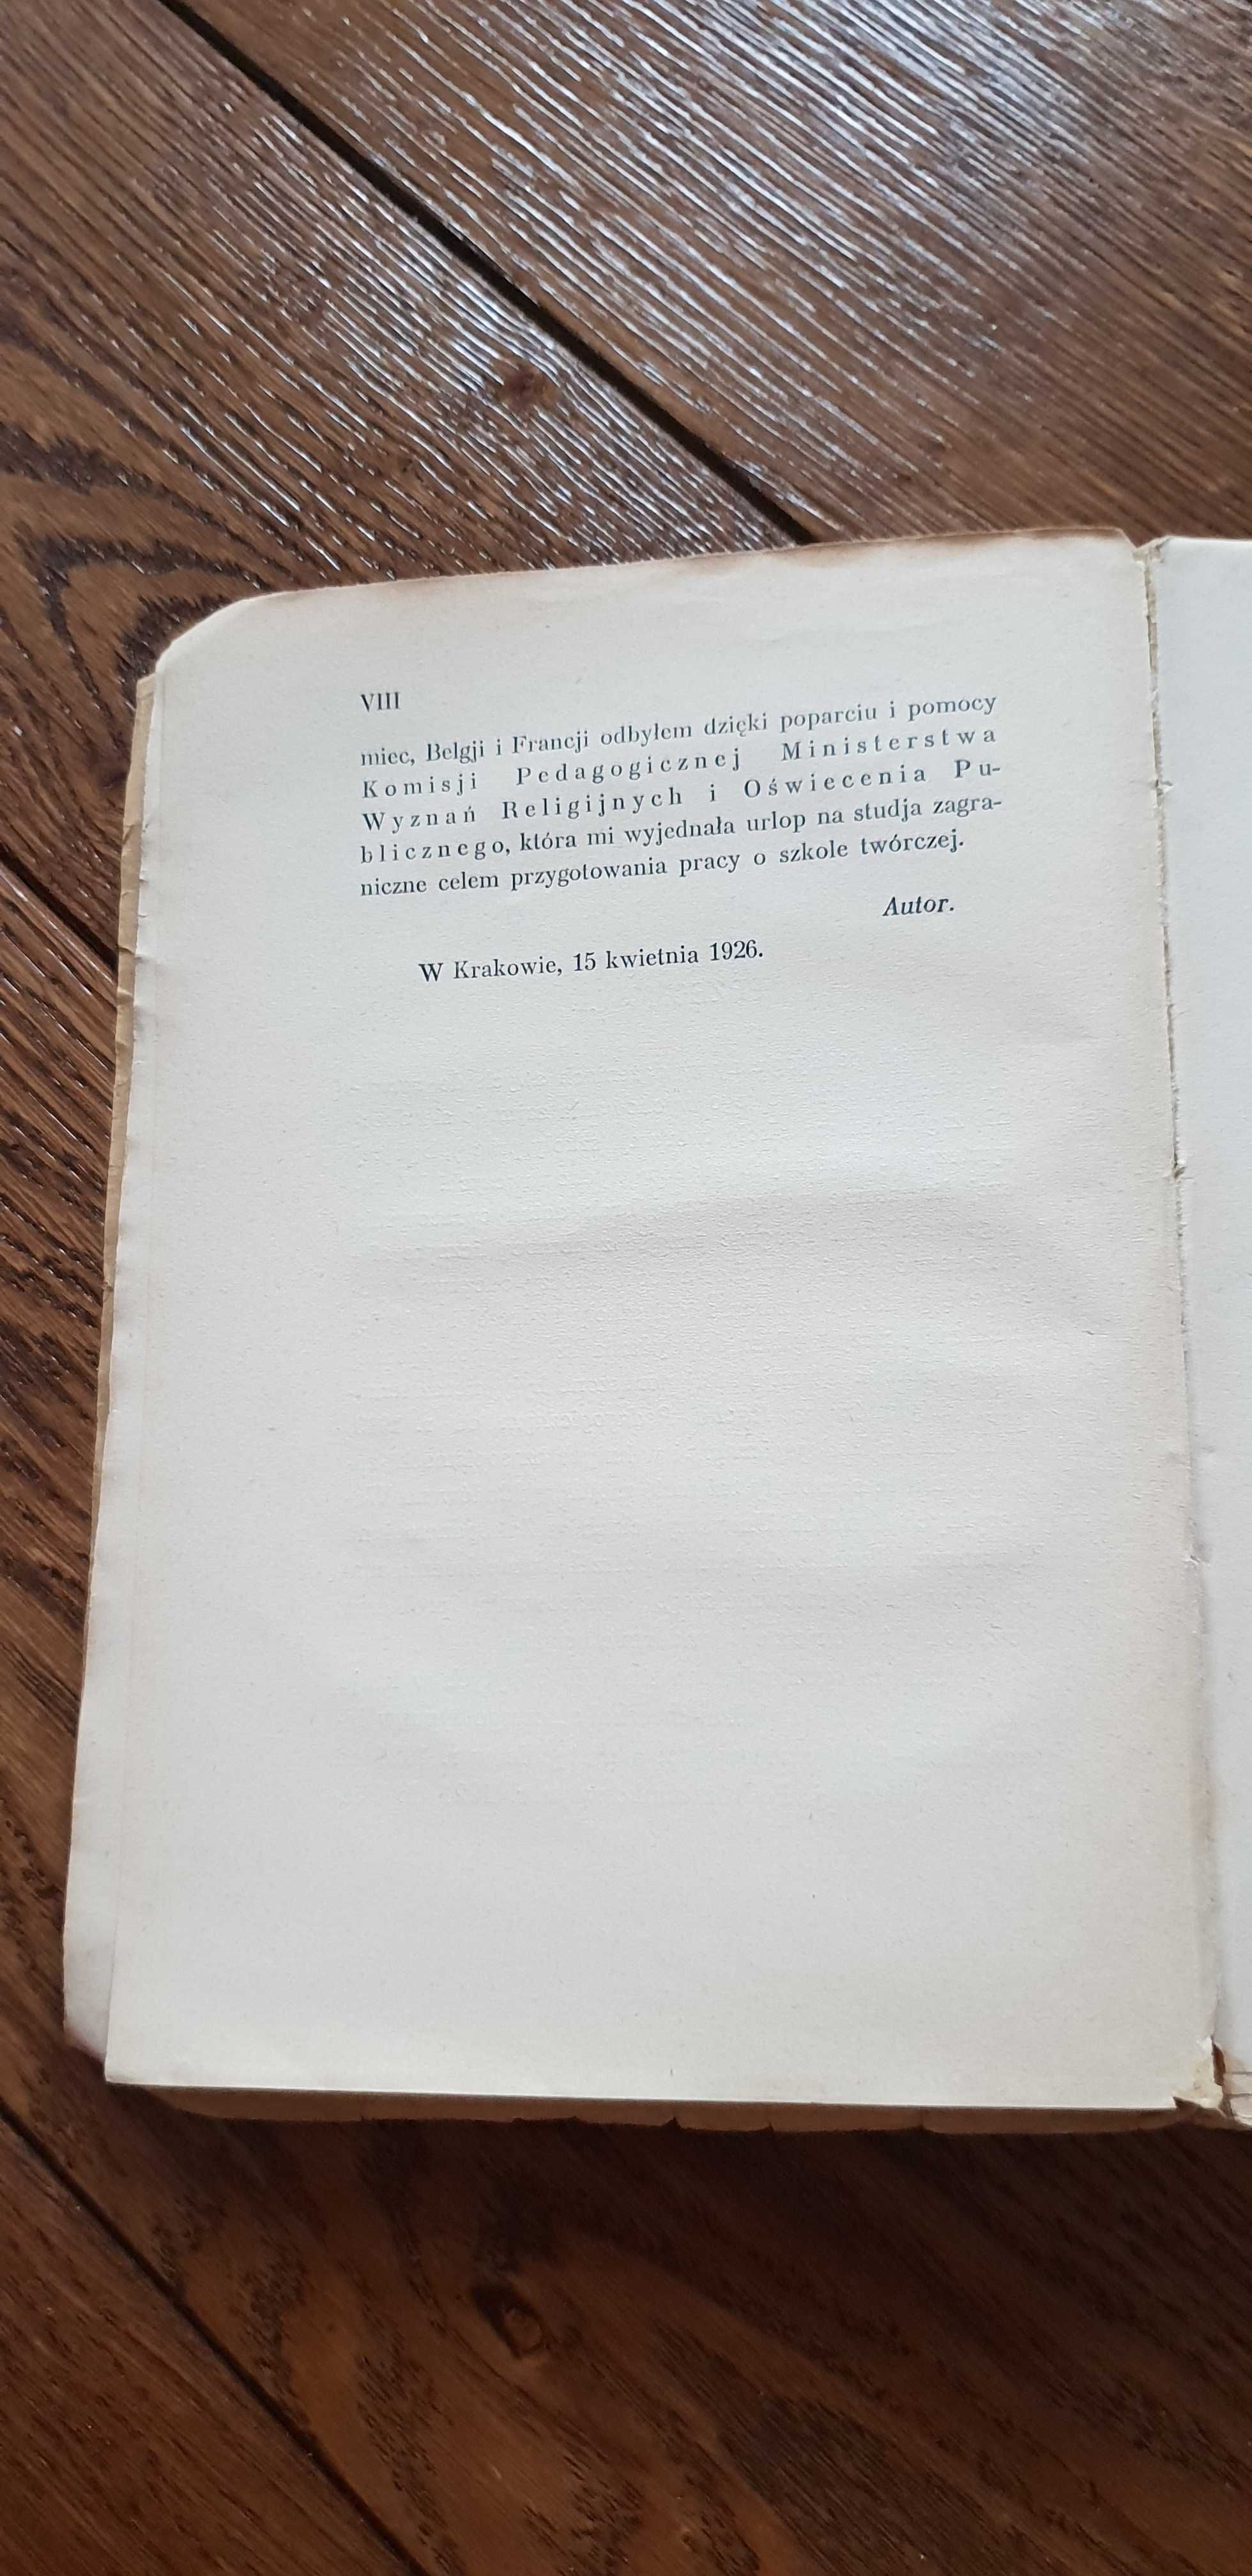 VIII
miec, Belgji i Francji odbyłem dzięki poparciu i pomocy
Komisji Pedagogicznej Ministerstwa
Wyznań Religijnych i Oświecenia Pu-
blicznego, która mi wyjednała urlop na studja zagra-
niczne celem przygotowania pracy o szkole twórczej.
Autor.
W Krakowie, 15 kwietnia 1926.